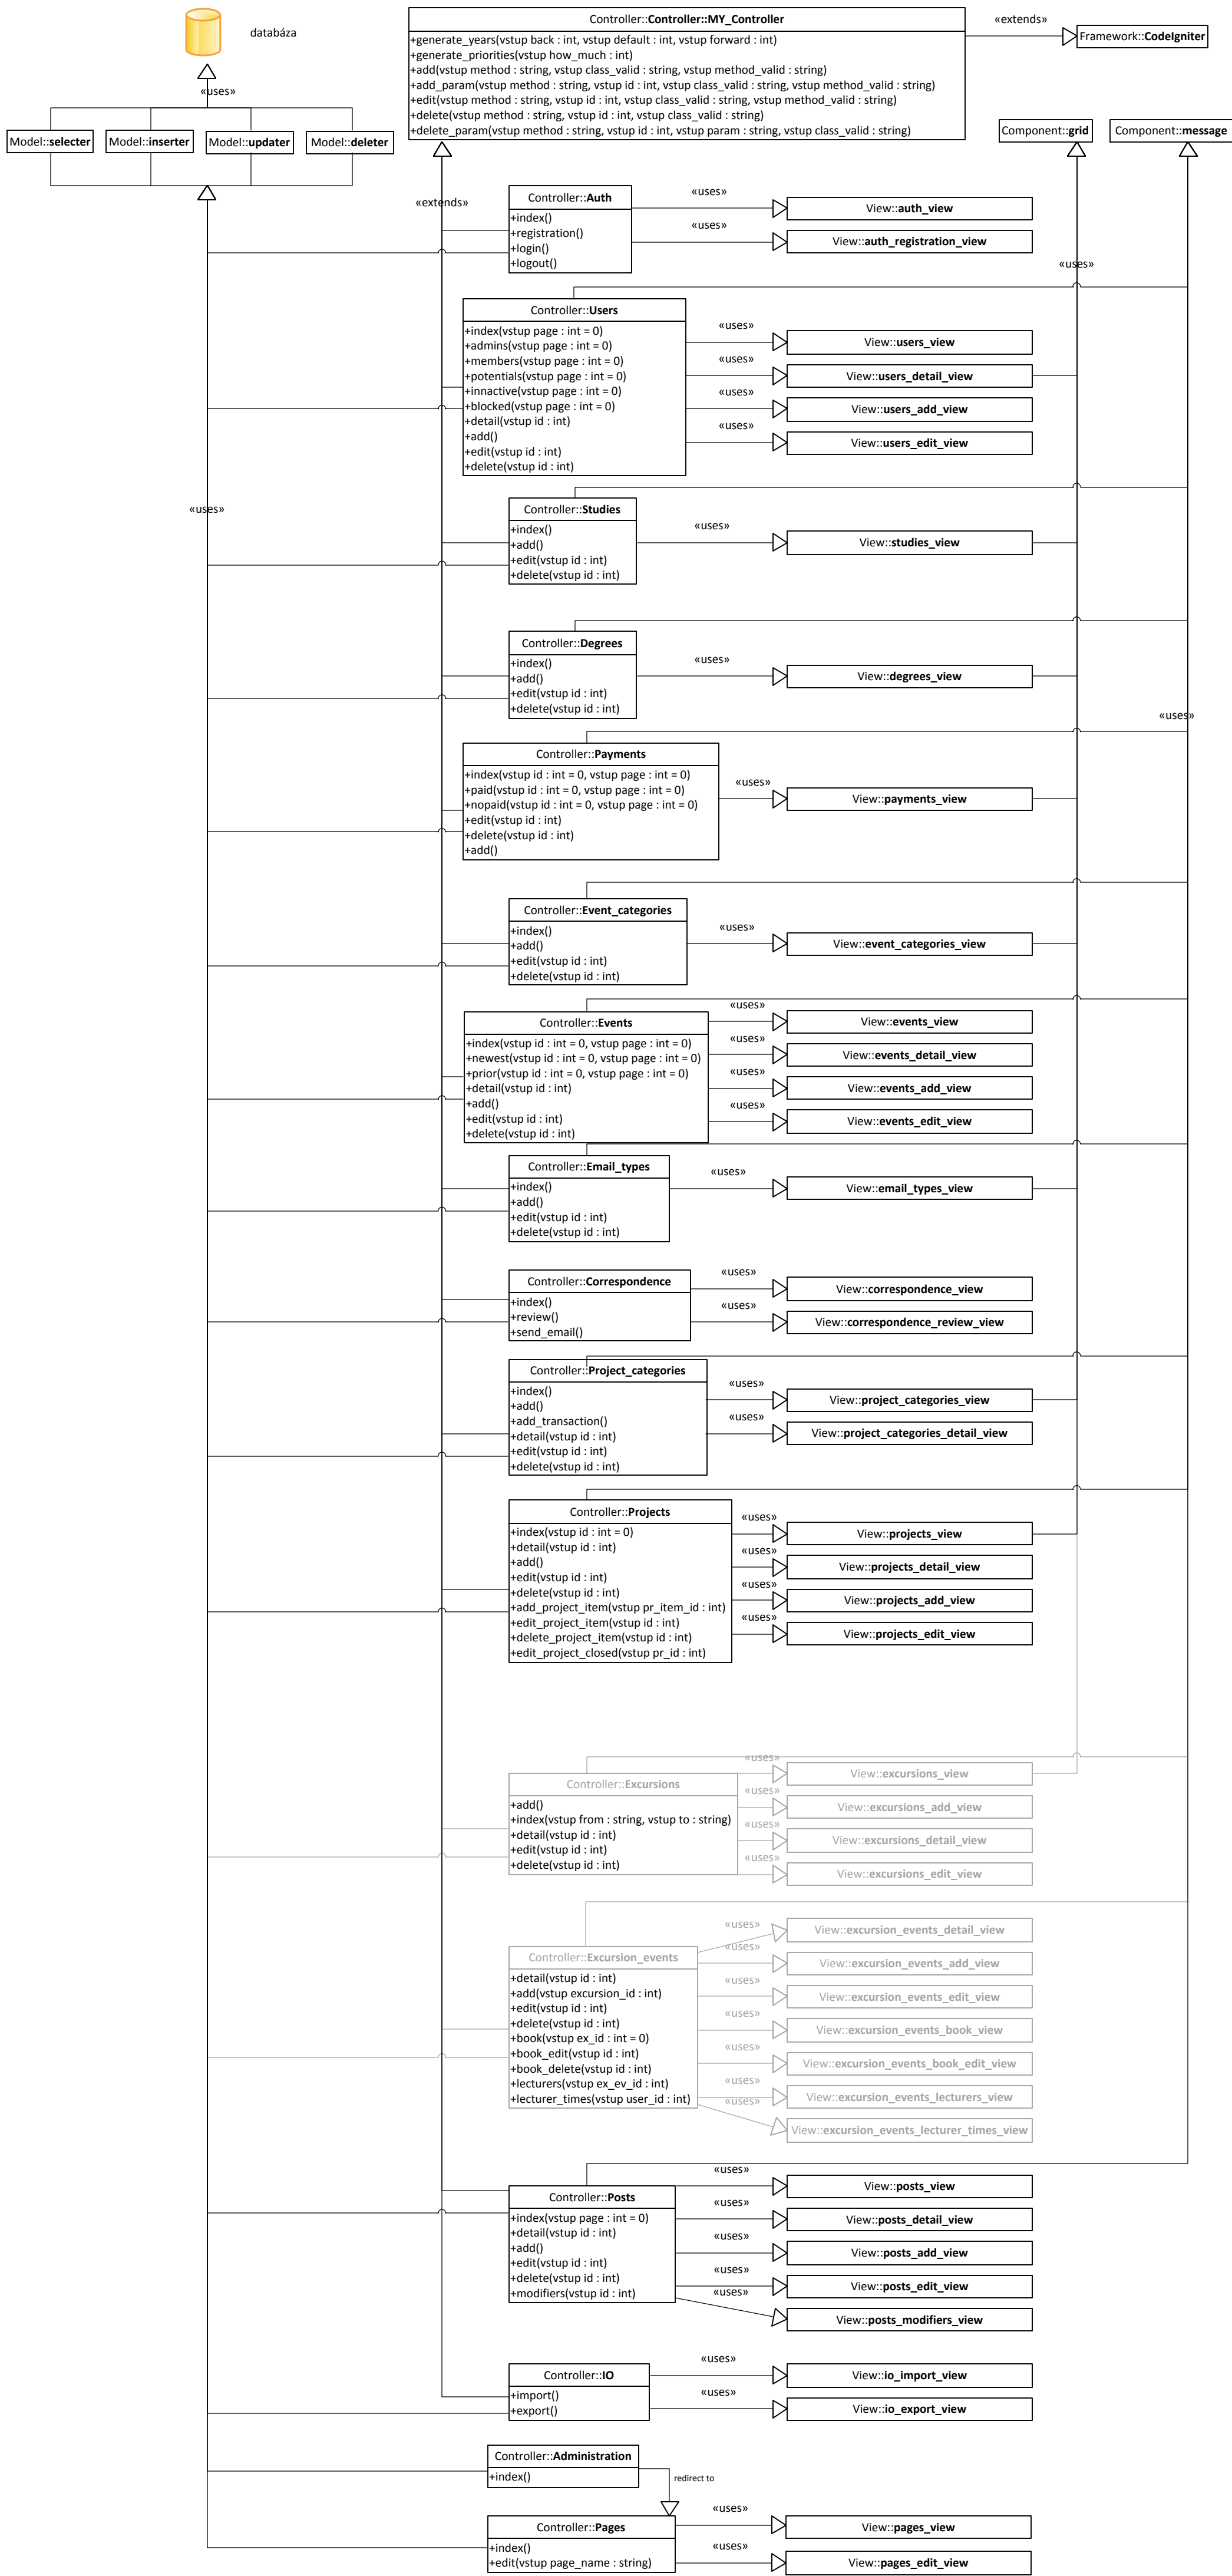 databáza
«uses»
Model::selecter
Model::inserter
Model::updater
Model::deleter
Controller::Controller::MY_Controller
+generate_years(vstup back : int, vstup default : int, vstup forward : int)
+generate_priorities(vstup how_much : int)
+add(vstup method : string, vstup class_valid : string, vstup method_valid : string)
+add_param(vstup method : string, vstup id : int, vstup class_valid : string, vstup method_valid : string)
+edit(vstup method : string, vstup id : int, vstup class_valid : string, vstup method_valid : string)
+delete(vstup method : string, vstup id : int, vstup class_valid : string)
+delete_param(vstup method : string, vstup id : int, vstup param : string, vstup class_valid : string)
«extends»
Framework::CodeIgniter
Component::grid
Component::message
«extends»
«uses»
«uses»
«uses»
Controller::Auth
+index()
+registration()
+login()
+logout()
«uses»
View::auth_view
«uses»
View::auth_registration_view
Controller::Users
+index(vstup page : int = 0)
+admins(vstup page : int = 0)
+members(vstup page : int = 0)
+potentials(vstup page : int = 0)
+innactive(vstup page : int = 0)
+blocked(vstup page : int = 0)
+detail(vstup id : int)
+add()
+edit(vstup id : int)
+delete(vstup id : int)
«uses»
View::users_view
«uses»
View::users_detail_view
«uses»
View::users_add_view
«uses»
View::users_edit_view
Controller::Studies
+index()
+add()
+edit(vstup id : int)
+delete(vstup id : int)
«uses»
View::studies_view
Controller::Degrees
+index()
+add()
+edit(vstup id : int)
+delete(vstup id : int)
«uses»
View::degrees_view
Controller::Payments
+index(vstup id : int = 0, vstup page : int = 0)
+paid(vstup id : int = 0, vstup page : int = 0)
+nopaid(vstup id : int = 0, vstup page : int = 0)
+edit(vstup id : int)
+delete(vstup id : int)
+add()
«uses»
View::payments_view
Controller::Event_categories
+index()
+add()
+edit(vstup id : int)
+delete(vstup id : int)
«uses»
View::event_categories_view
Controller::Events
+index(vstup id : int = 0, vstup page : int = 0)
+newest(vstup id : int = 0, vstup page : int = 0)
+prior(vstup id : int = 0, vstup page : int = 0)
+detail(vstup id : int)
+add()
+edit(vstup id : int)
+delete(vstup id : int)
«uses»
View::events_view
«uses»
View::events_detail_view
«uses»
View::events_add_view
«uses»
View::events_edit_view
Controller::Email_types
+index()
+add()
+edit(vstup id : int)
+delete(vstup id : int)
«uses»
View::email_types_view
Controller::Correspondence
+index()
+review()
+send_email()
«uses»
View::correspondence_view
«uses»
View::correspondence_review_view
Controller::Project_categories
+index()
+add()
+add_transaction()
+detail(vstup id : int)
+edit(vstup id : int)
+delete(vstup id : int)
«uses»
View::project_categories_view
«uses»
View::project_categories_detail_view
Controller::Projects
+index(vstup id : int = 0)
+detail(vstup id : int)
+add()
+edit(vstup id : int)
+delete(vstup id : int)
+add_project_item(vstup pr_item_id : int)
+edit_project_item(vstup id : int)
+delete_project_item(vstup id : int)
+edit_project_closed(vstup pr_id : int)
«uses»
View::projects_view
«uses»
View::projects_detail_view
«uses»
View::projects_add_view
«uses»
View::projects_edit_view
Controller::Excursions
+add()
+index(vstup from : string, vstup to : string)
+detail(vstup id : int)
+edit(vstup id : int)
+delete(vstup id : int)
«uses»
View::excursions_view
«uses»
View::excursions_add_view
«uses»
View::excursions_detail_view
«uses»
View::excursions_edit_view
Controller::Excursion_events
+detail(vstup id : int)
+add(vstup excursion_id : int)
+edit(vstup id : int)
+delete(vstup id : int)
+book(vstup ex_id : int = 0)
+book_edit(vstup id : int)
+book_delete(vstup id : int)
+lecturers(vstup ex_ev_id : int)
+lecturer_times(vstup user_id : int)
«uses»
View::excursion_events_detail_view
«uses»
View::excursion_events_add_view
«uses»
View::excursion_events_edit_view
«uses»
View::excursion_events_book_view
«uses»
View::excursion_events_book_edit_view
«uses»
View::excursion_events_lecturers_view
«uses»
View::excursion_events_lecturer_times_view
Controller::Posts
+index(vstup page : int = 0)
+detail(vstup id : int)
+add()
+edit(vstup id : int)
+delete(vstup id : int)
+modifiers(vstup id : int)
«uses»
View::posts_view
«uses»
View::posts_detail_view
«uses»
View::posts_add_view
«uses»
View::posts_edit_view
«uses»
View::posts_modifiers_view
Controller::IO
+import()
+export()
«uses»
View::io_import_view
«uses»
View::io_export_view
Controller::Administration
+index()
redirect to
Controller::Pages
+index()
+edit(vstup page_name : string)
«uses»
View::pages_view
«uses»
View::pages_edit_view